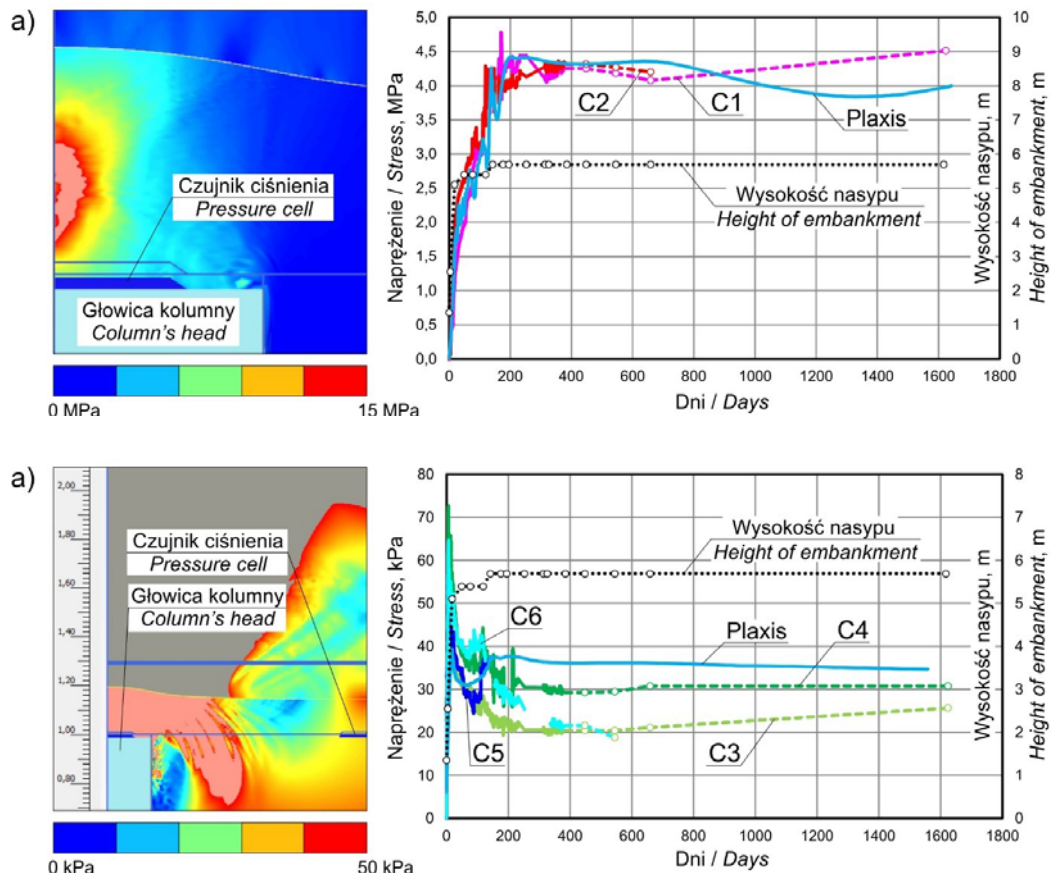 a)
Czujnik ciśnienia
Pressure cell
Głowica kolumny
Column's head
0 MPa
15 MPa
Naprężenie / Stress, MPa
5,0
4,5
4,0
3,5
3,0
2,5
2,0
1,5
1,0
0,5
0,0
C2
C1
Plaxis
Wysokość nasypu
Height of embankment
10
9
8
7
6
5
4
3
2
1
0
Wysokość nasypu, m
Height of embankment, m
0 200 400 600 800 1000 1200 1400 1600 1800
Dni / Days
a)
2,00
1,80
1,60
1,40
1,20
1,00
0,80
Czujnik ciśnienia
Pressure cell
Głowica kolumny
Column's head
0 kPa
50 kPa
Naprężenie / Stress, kPa
80
70
60
50
40
30
20
10
0
Wysokość nasypu
Height of embankment
C6
Plaxis
C4
C5
C3
8
7
6
5
4
3
2
1
0
Wysokość nasypu, m
Height of embankment, m
0 200 400 600 800 1000 1200 1400 1600 1800
Dni / Days